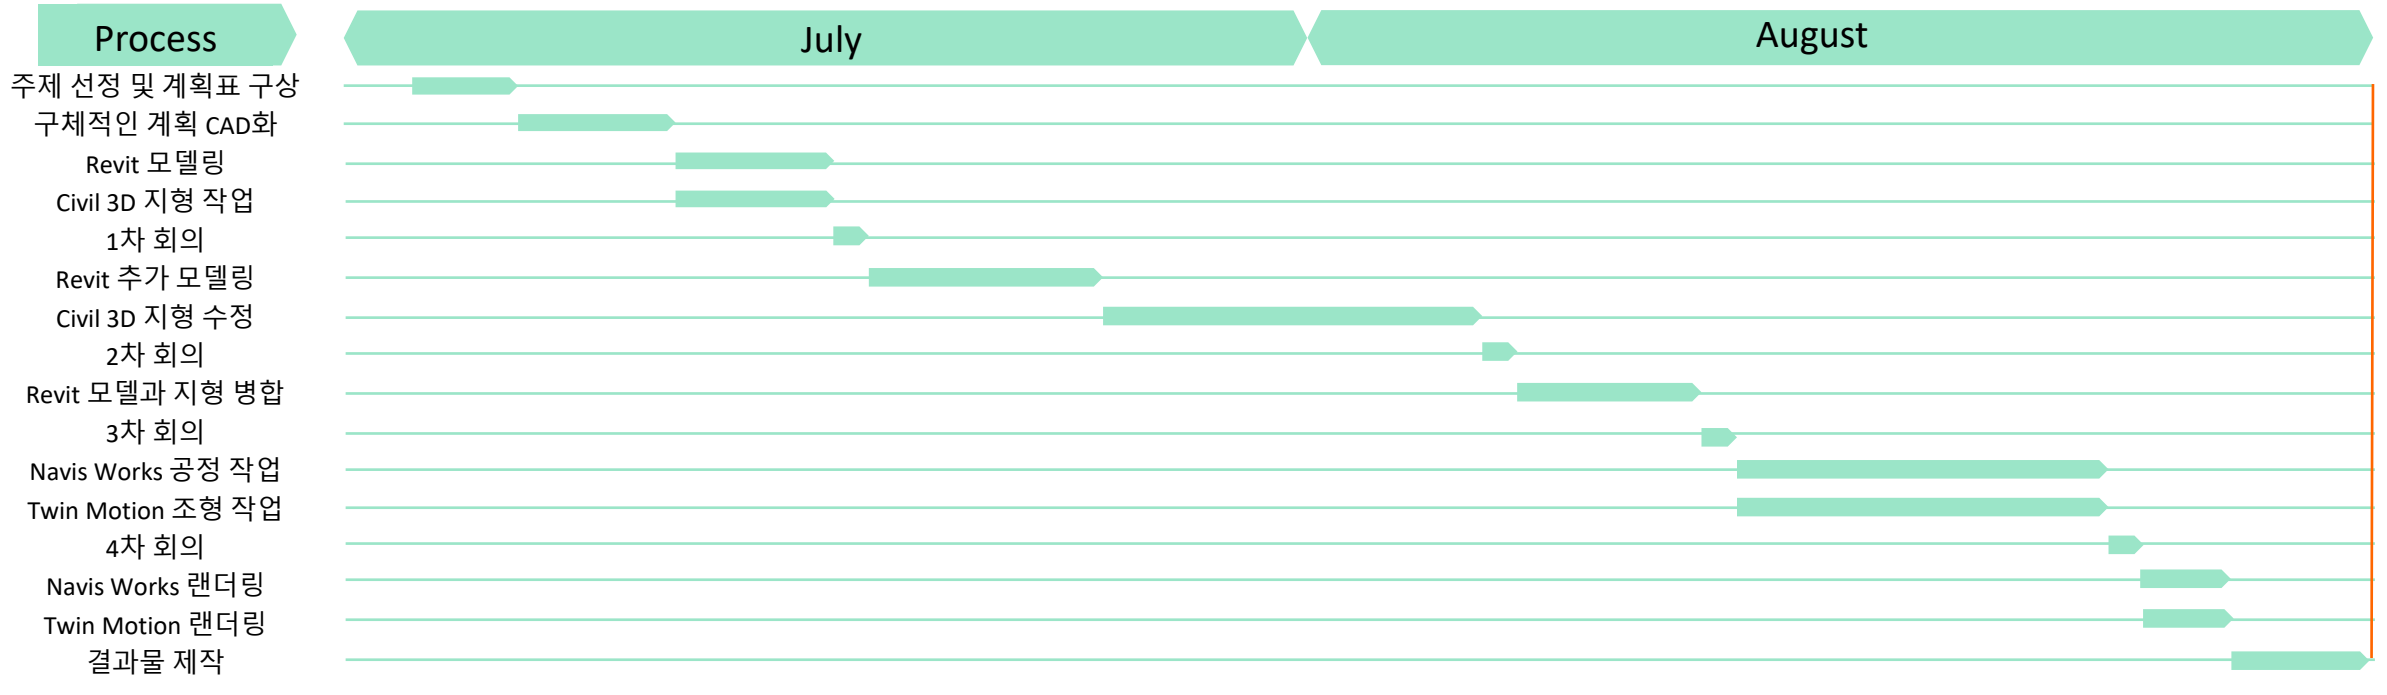 Process
July
August
주제 선정 및 계획표 구상
구체적인 계획 CAD화
Revit 모델링
Civil 3D 지형 작업
1차 회의
Revit 추가 모델링
Civil 3D 지형 수정
2차 회의
Revit 모델과 지형 병합
3차 회의
Navis Works 공정 작업
Twin Motion 조형 작업
4차 회의
Navis Works 랜더링
Twin Motion 랜더링
결과물 제작